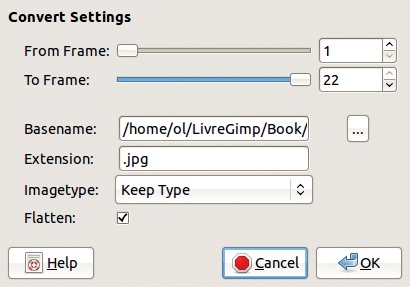 Convert Settings
From Frame: 1
To Frame: 22
Basename: /home/ol/LivreGimp/Book/ ...
Extension: .jpg
Imagetype: Keep Type
Flatten:
Help Cancel OK